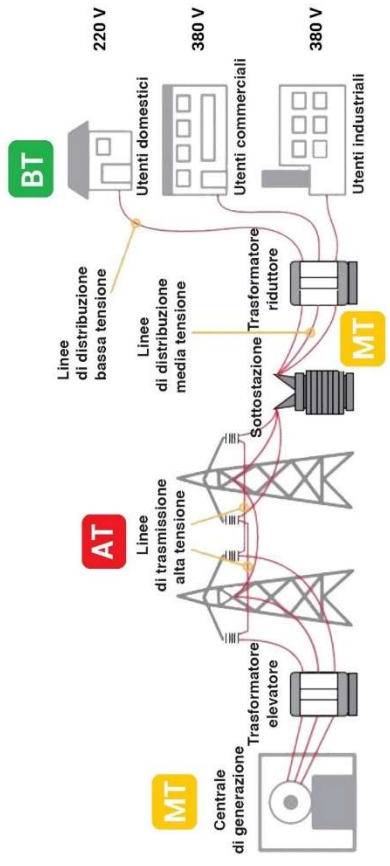 MT
Centrale
di generazione
Trasformatore
elevatore
AT
Linee
di trasmissione
alta tensione
Sottostazione
MT
Linee
di distribuzione
media tensione
Trasformatore
riduttore
Linee
di distribuzione
bassa tensione
BT
Utenti domestici
220 V
Utenti commerciali
380 V
Utenti industriali
380 V